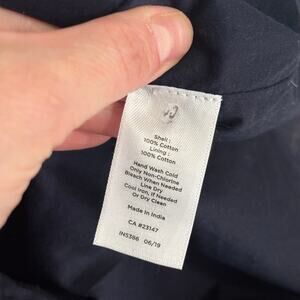 Shell :
100% Cotton
Lining :
100% Cotton
Hand Wash Cold
Only Non-Chlorine
Bleach When Needed
Line Dry
Cool Iron, If Needed
Or Dry Clean
Made In India
CA #23147
IN5386 06/19